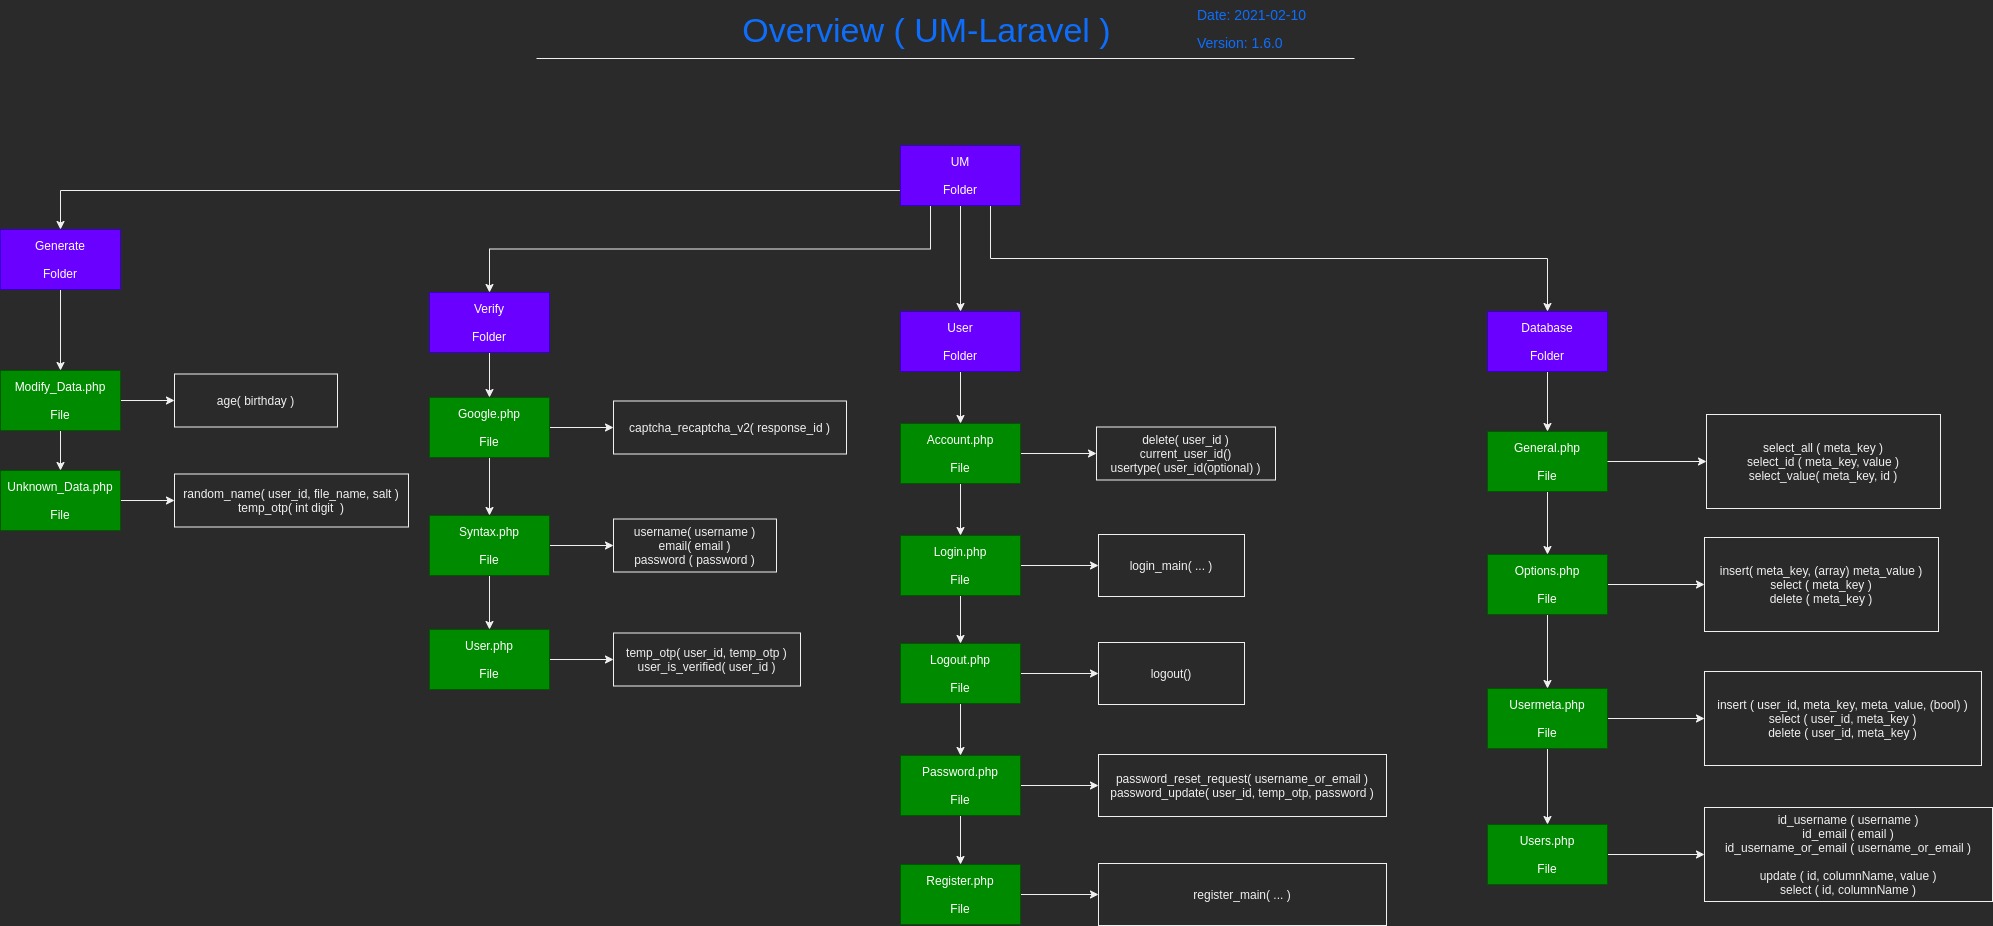 Overview ( UM-Laravel )
Date: 2021-02-10
Version: 1.6.0
UM
Folder
Generate
Folder
Modify_Data.php
File
age( birthday )
Unknown_Data.php
File
random_name( user_id, file_name, salt )
temp_otp( int digit  )
Verify
Folder
Google.php
File
captcha_recaptcha_v2( response_id )
Syntax.php
File
username( username )
email( email )
password ( password )
User.php
File
temp_otp( user_id, temp_otp )
user_is_verified( user_id )
User
Folder
Account.php
File
delete( user_id )
current_user_id()
usertype( user_id(optional) )
Login.php
File
login_main( ... )
Logout.php
File
logout()
Password.php
File
password_reset_request( username_or_email )
password_update( user_id, temp_otp, password )
Register.php
File
register_main( ... )
Database
Folder
General.php
File
select_all ( meta_key )
select_id ( meta_key, value )
select_value( meta_key, id )
Options.php
File
insert( meta_key, (array) meta_value )
select ( meta_key )
delete ( meta_key )
Usermeta.php
File
insert ( user_id, meta_key, meta_value, (bool) )
select ( user_id, meta_key )
delete ( user_id, meta_key )
Users.php
File
id_username ( username )
id_email ( email )
id_username_or_email ( username_or_email )
update ( id, columnName, value )
select ( id, columnName )